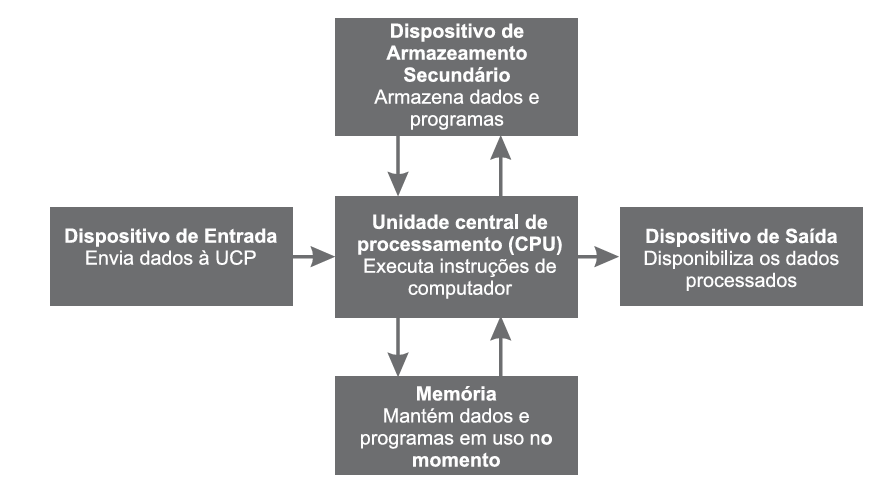 Dispositivo de
Armazeamento
Secundário
Armazena dados e
programas
Dispositivo de Entrada
Envia dados à UCP
Unidade central de
processamento (CPU)
Executa instruções de
computador
Dispositivo de Saída
Disponibiliza os dados
processados
Memória
Mantém dados e
programas em uso no
momento